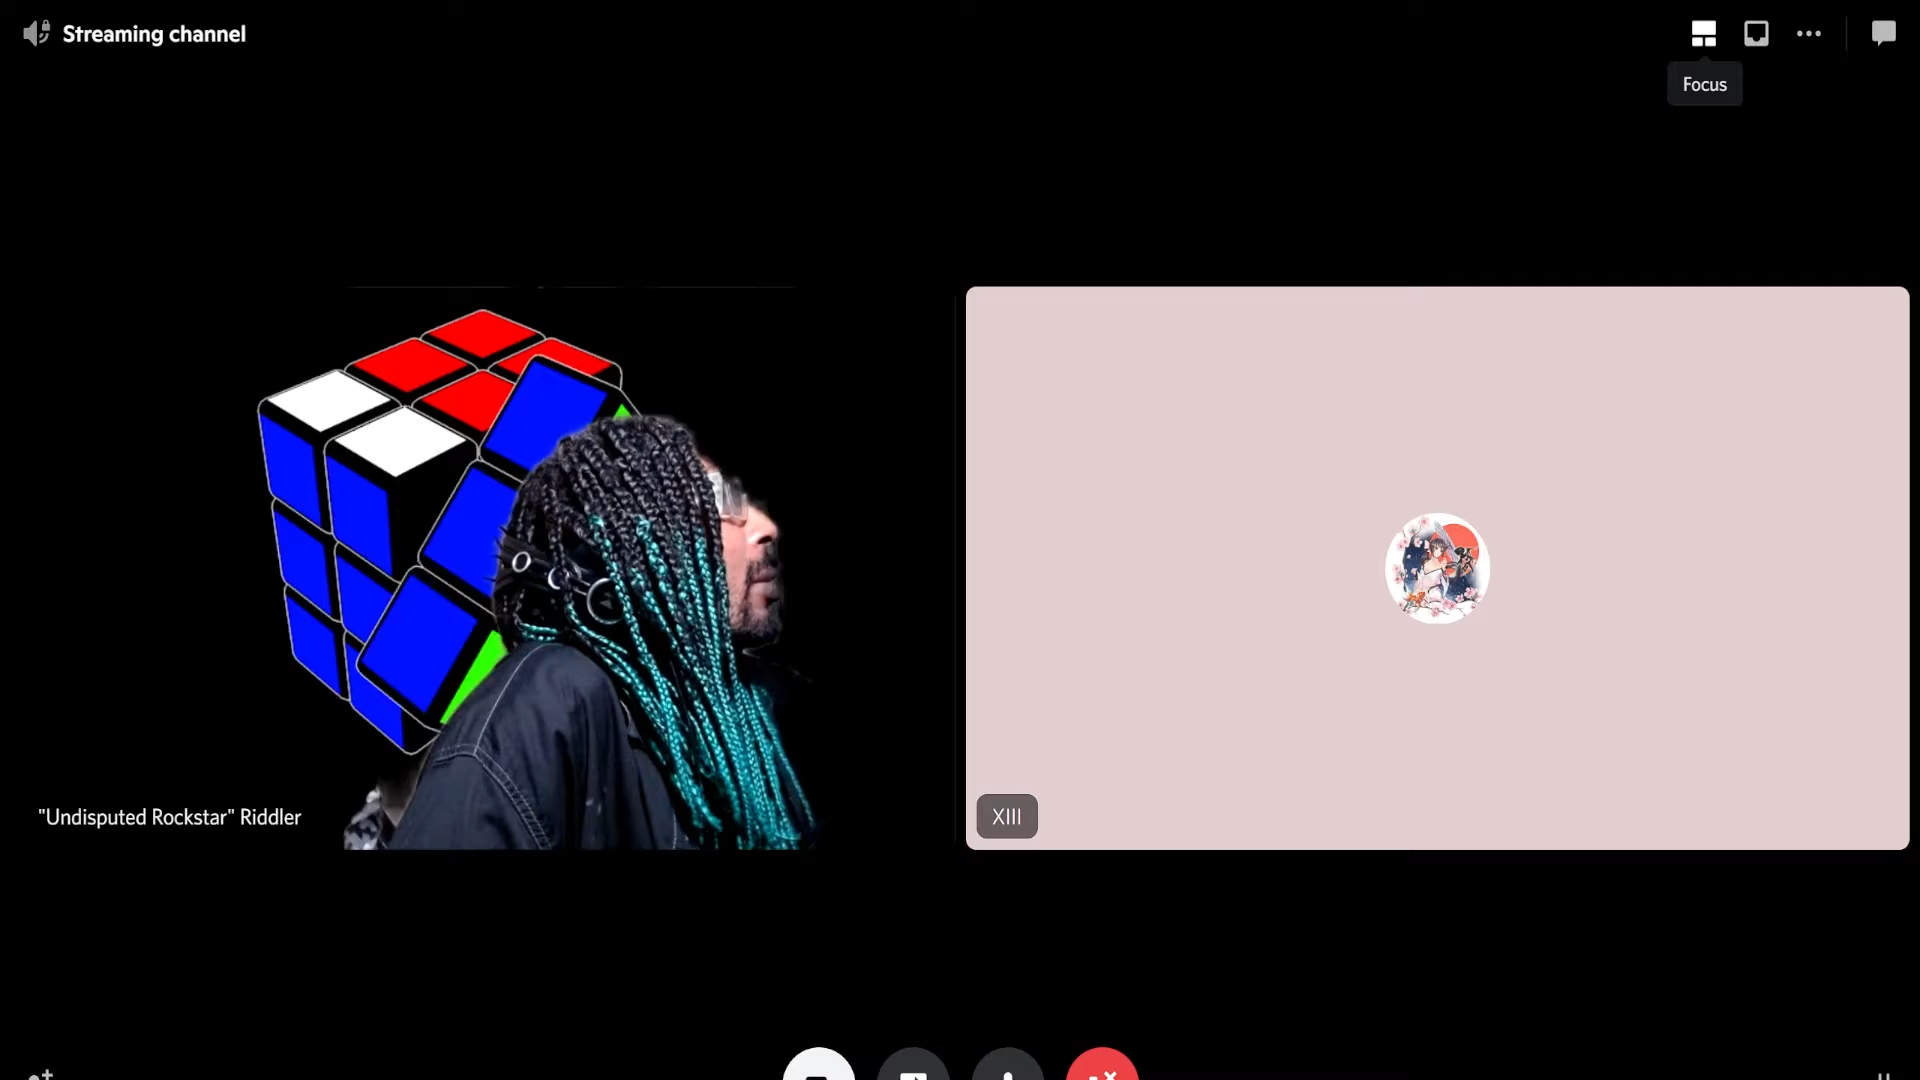 Streaming channel
Focus
"Undisputed Rockstar" Riddler
XIII